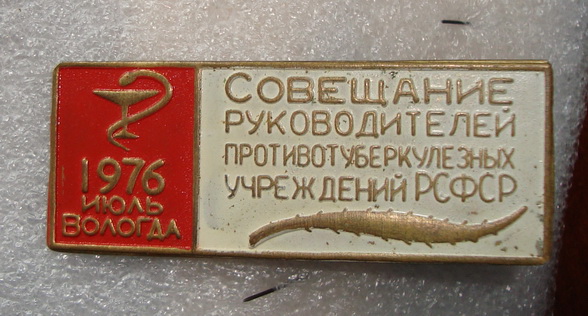 1976
ИЮЛЬ
ВОЛОГДА
СОВЕЩАНИЕ
РУКОВОДИТЕЛЕЙ
ПРОТИВОТУБЕРКУЛЕЗНЫХ
УЧРЕЖДЕНИЙ РСФСР